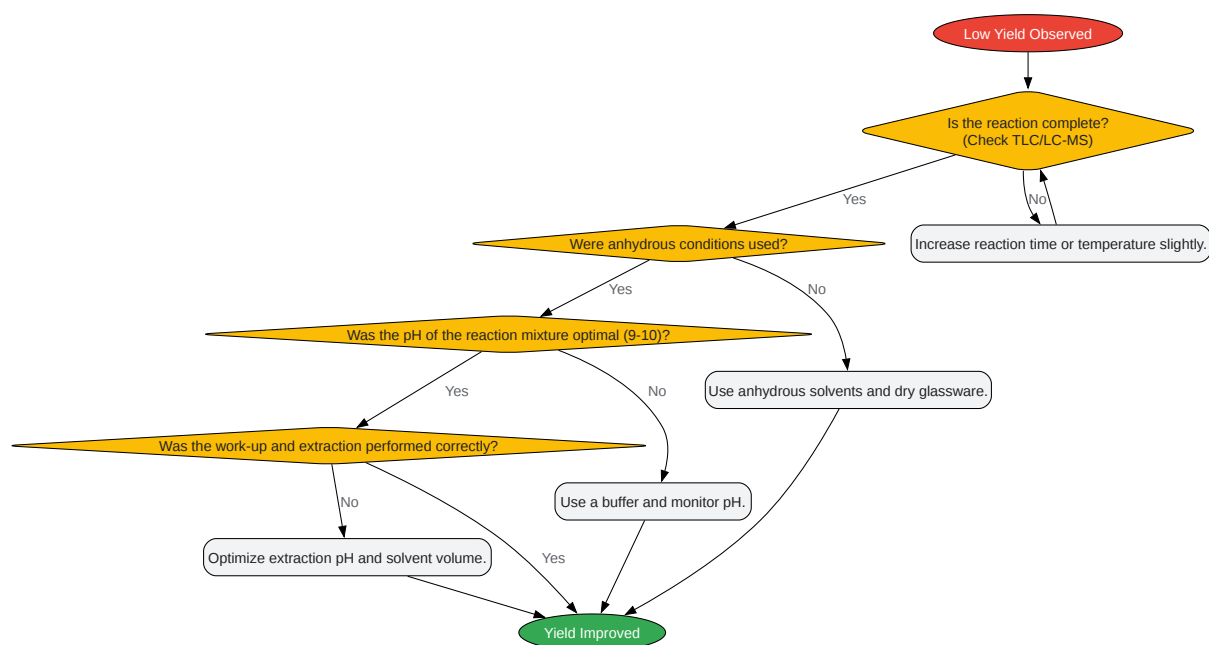 Low Yield Observed
Is the reaction complete?
(Check TLC/LC-MS)
Yes
No
Were anhydrous conditions used?
Increase reaction time or temperature slightly.
Yes
No
Was the pH of the reaction mixture optimal (9-10)?
Yes
No
Use anhydrous solvents and dry glassware.
Was the work-up and extraction performed correctly?
No
Use a buffer and monitor pH.
Optimize extraction pH and solvent volume.
Yes
Yield Improved